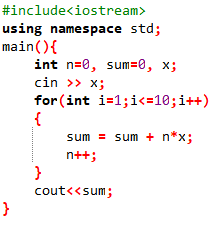 #include<iostream>
using namespace std;
main(){
    int n=0, sum=0, x;
    cin >> x;
    for(int i=1;i<=10;i++)
    {
        sum = sum + n*x;
        n++;
    }
    cout<<sum;
}